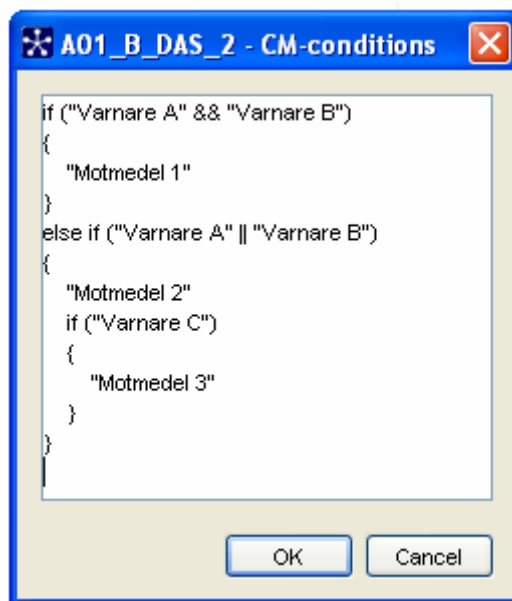 A01_B_DAS_2 - CM-conditions
if ("Varnare A" && "Varnare B")
{
"Motmedel 1"
}
else if ("Varnare A" || "Varnare B")
{
"Motmedel 2"
if ("Varnare C")
{
"Motmedel 3"
}
}
OK Cancel